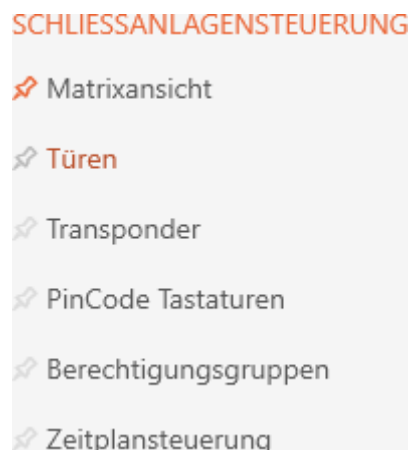 SCHLIESSANLAGENSTEUERUNG
Matrixansicht
Türen
Transponder
PinCode Tastaturen
Berechtigungsgruppen
Zeitplansteuerung